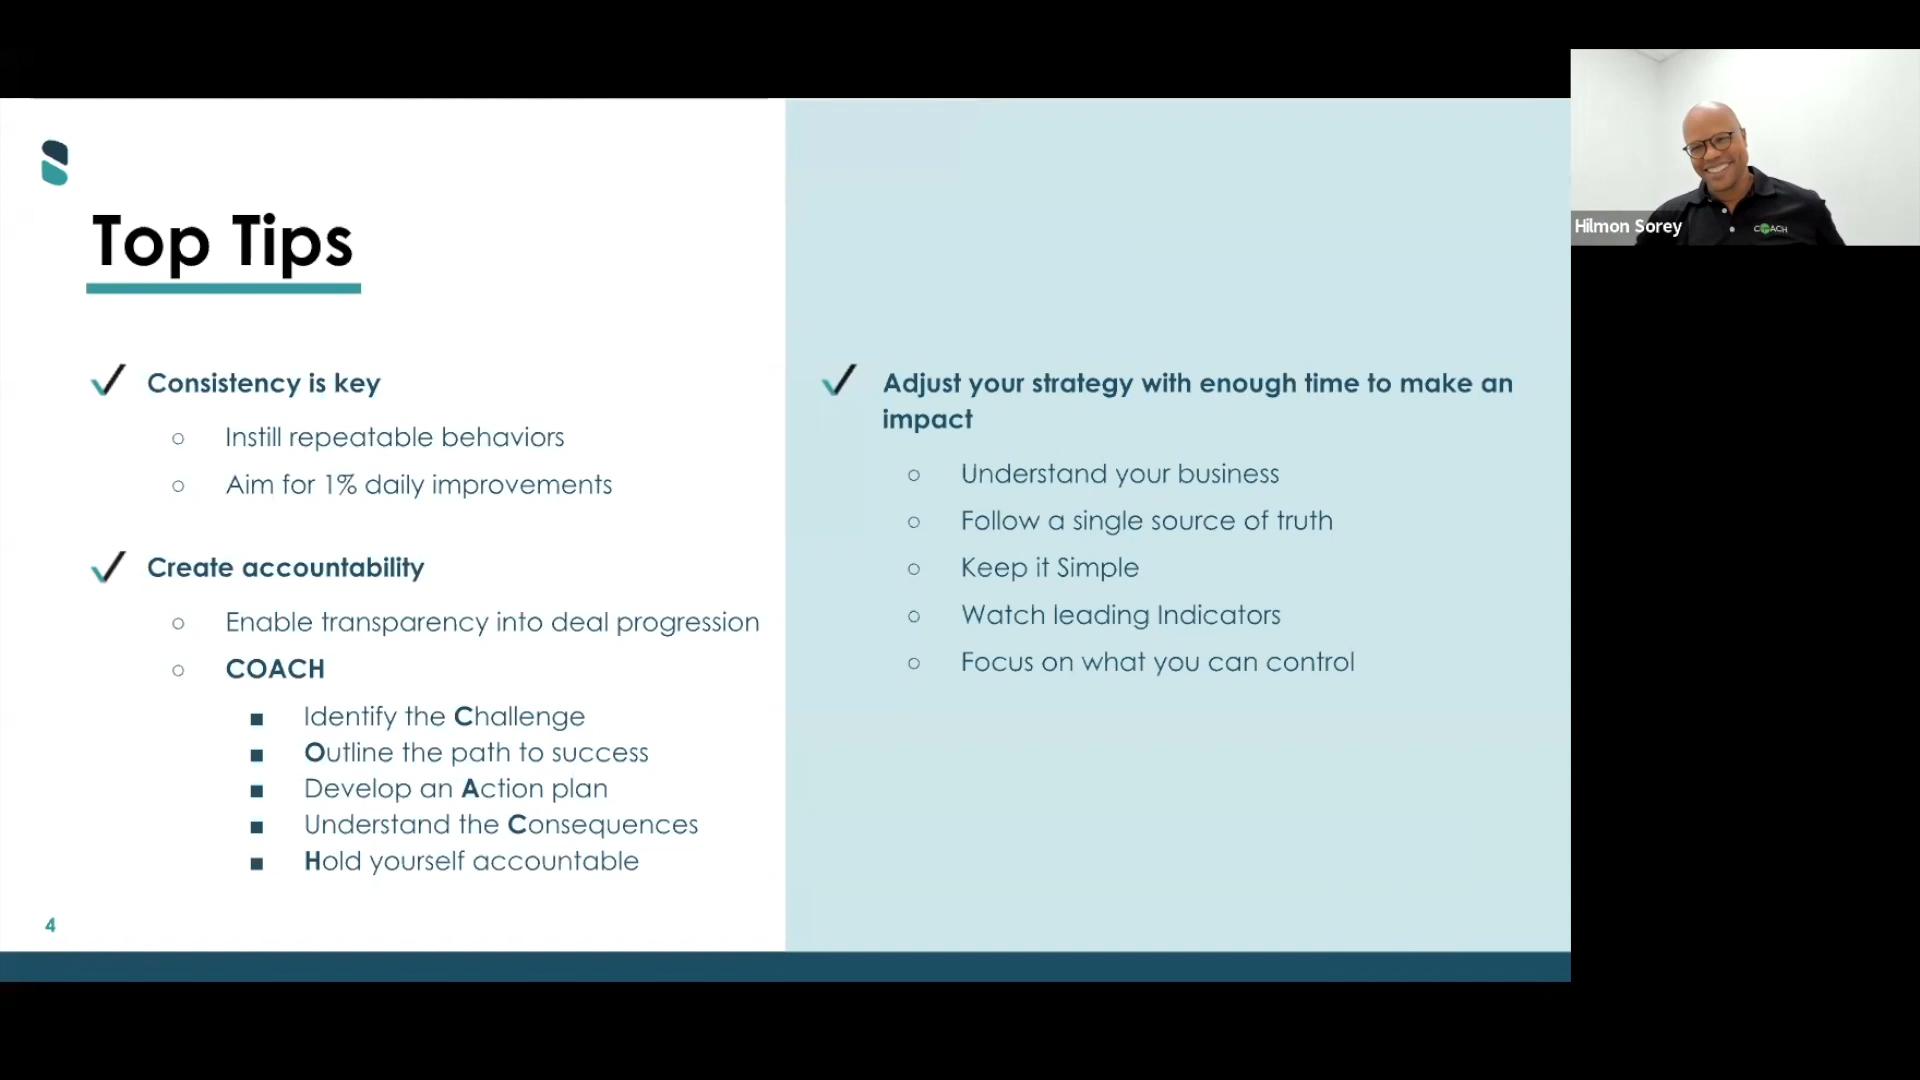 Top Tips
Consistency is key
Instill repeatable behaviors
Aim for 1% daily improvements
Create accountability
Enable transparency into deal progression
COACH
Identify the Challenge
Outline the path to success
Develop an Action plan
Understand the Consequences
Hold yourself accountable
4
Adjust your strategy with enough time to make an
impact
Understand your business
Follow a single source of truth
Keep it Simple
Watch leading Indicators
Focus on what you can control
Hilmon Sorey
COACH